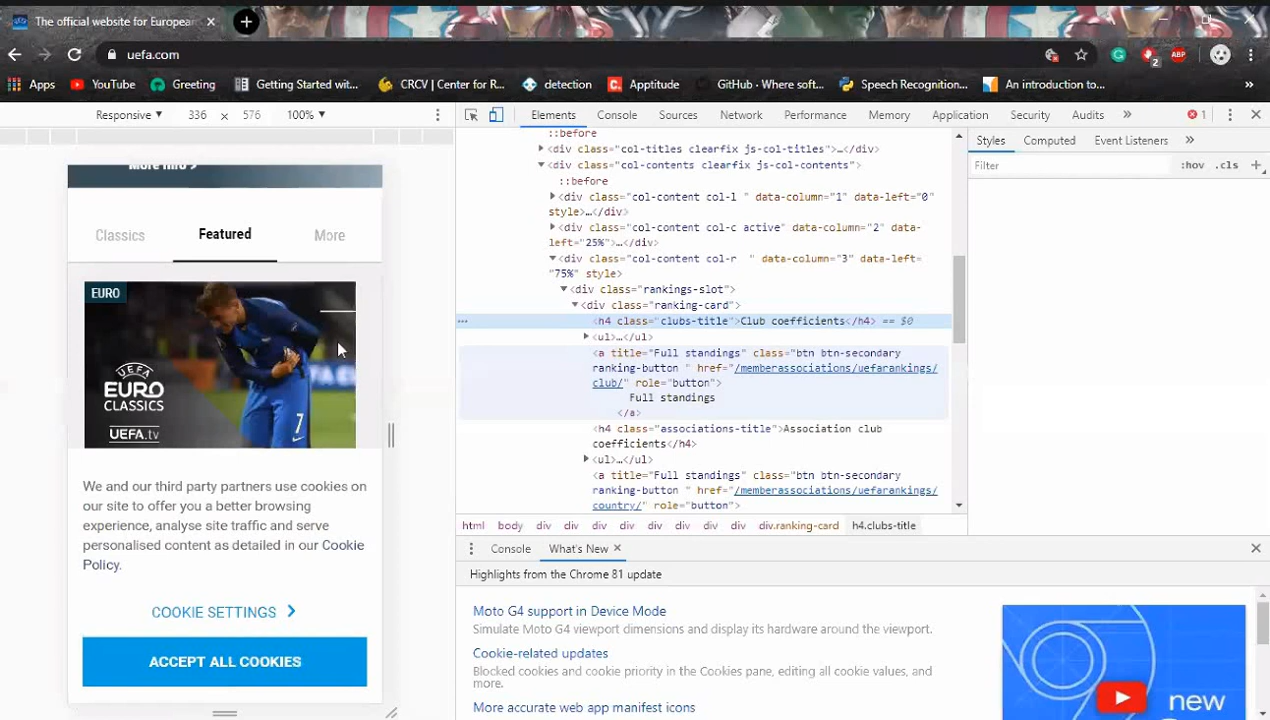 The official website for European
uefa.com
2
ABP
Apps
YouTube
Greeting
Getting Started wit...
CRCV | Center for R...
detection
Aptitude
GitHub · Where soft...
Speech Recognition...
An introduction to...
»
Responsive ▼ 336 x 576 100% ▼
Elements Console Sources Network Performance Memory Application Security Audits » 1
More info >
Classics Featured More
EURO
UEFA
EURO
CLASSICS
UEFA.tv
7
We and our third party partners use cookies on
our site to offer you a better browsing
experience, analyse site traffic and serve
personalised content as detailed in our Cookie
Policy.
COOKIE SETTINGS
ACCEPT ALL COOKIES
::before
▶<div class="col-titles clearfix js-col-titles">…</div>
▼<div class="col-contents clearfix js-col-contents">
::before
▶<div class="col-content col-l " data-column="1" data-left="0"
style>…</div>
▶<div class="col-content col-c active" data-column="2" data-
left="25%">…</div>
▼<div class="col-content col-r  " data-column="3" data-left=
"75%" style>
▼<div class="rankings-slot">
▼<div class="ranking-card">
<h4 class="clubs-title">Club coefficients</h4> == $0
▶<ul>…</ul>
<a title="Full standings" class="btn btn-secondary
ranking-button " href="/memberassociations/uefarankings/
club/" role="button">
Full standings
</a>
<h4 class="associations-title">Association club
coefficients</h4>
▶<ul>…</ul>
<a title="Full standings" class="btn btn-secondary
ranking-button " href="/memberassociations/uefarankings/
country/" role="button">
html body div div div div div div div div.ranking-card h4.clubs-title
Styles Computed Event Listeners »
Filter :hov .cls +
Console What's New ×
Highlights from the Chrome 81 update
Moto G4 support in Device Mode
Simulate Moto G4 viewport dimensions and display its hardware around the viewport.
Cookie-related updates
Blocked cookies and cookie priority in the Cookies pane, editing all cookie values, and
more.
More accurate web app manifest icons
new